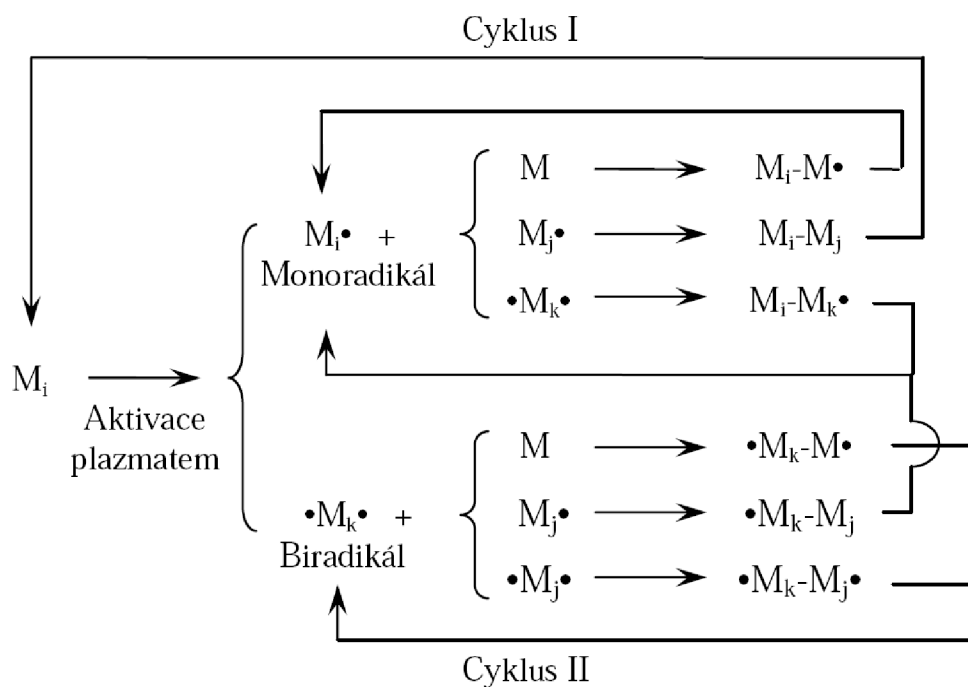 Cyklus I
M → Mᵢ-M•
Mᵢ• + Mⱼ• → Mᵢ-Mⱼ
Monoradikál
•Mₖ• → Mᵢ-Mₖ•
Mᵢ →
Aktivace
plazmatem
M → •Mₖ-M•
•Mₖ• + Mⱼ• → •Mₖ-Mⱼ
Biradikál
•Mⱼ• → •Mₖ-Mⱼ•
Cyklus II